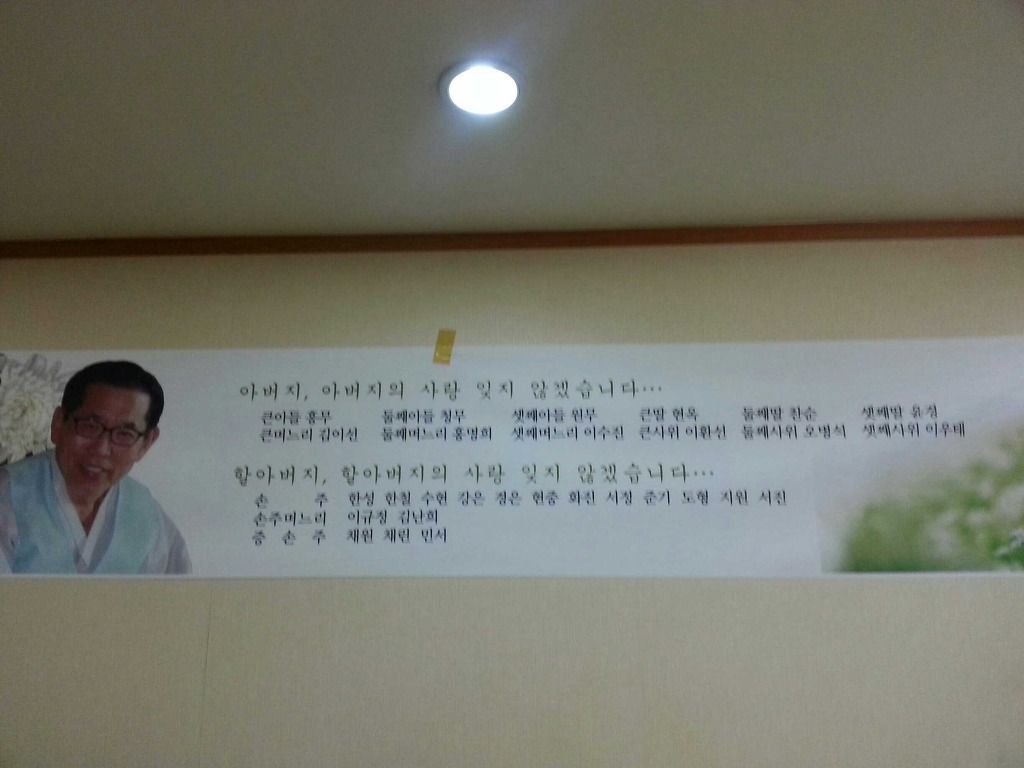 아버지, 아버지의 사랑 잊지 않겠습니다···
큰아들 홍무 둘째아들 창무 셋째아들 원무 큰딸 현옥 둘째딸 찬순 셋째딸 윤정
큰며느리 김이선 둘째며느리 홍명희 셋째며느리 이수진 큰사위 이환선 둘째사위 오명석 셋째사위 이우태
할아버지, 할아버지의 사랑 잊지 않겠습니다···
손 주 한성 한철 수현 강은 경은 현중 화진 서정 준기 도형 지원 서진
손주며느리 이규정 김난희
증 손 주 채원 채린 민서